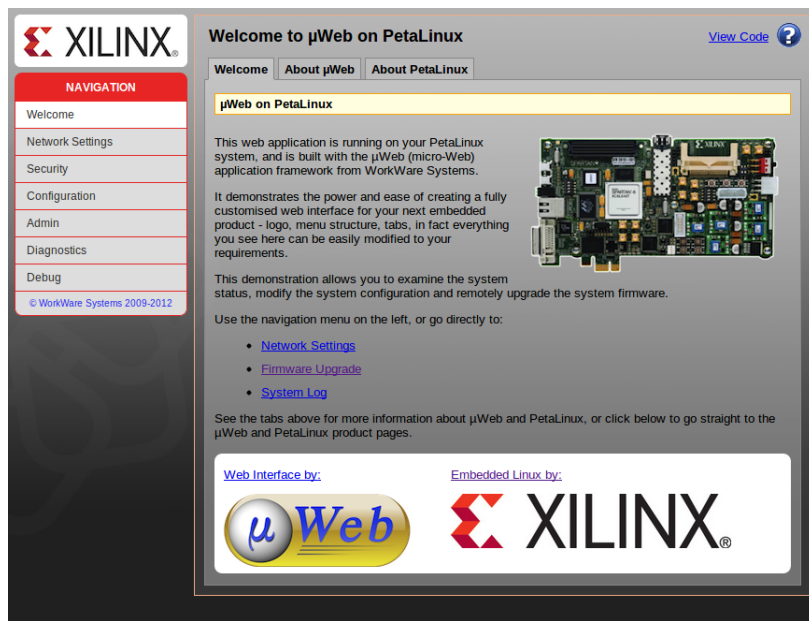 XILINX®
Welcome to µWeb on PetaLinux
View Code
?
NAVIGATION
Welcome
Network Settings
Security
Configuration
Admin
Diagnostics
Debug
© WorkWare Systems 2009-2012
Welcome
About µWeb
About PetaLinux
µWeb on PetaLinux
This web application is running on your PetaLinux
system, and is built with the µWeb (micro-Web)
application framework from WorkWare Systems.
It demonstrates the power and ease of creating a fully
customised web interface for your next embedded
product - logo, menu structure, tabs, in fact everything
you see here can be easily modified to your
requirements.
This demonstration allows you to examine the system
status, modify the system configuration and remotely upgrade the system firmware.
Use the navigation menu on the left, or go directly to:
• Network Settings
• Firmware Upgrade
• System Log
See the tabs above for more information about µWeb and PetaLinux, or click below to go straight to the
µWeb and PetaLinux product pages.
Web Interface by:
Embedded Linux by:
µWeb
XILINX®